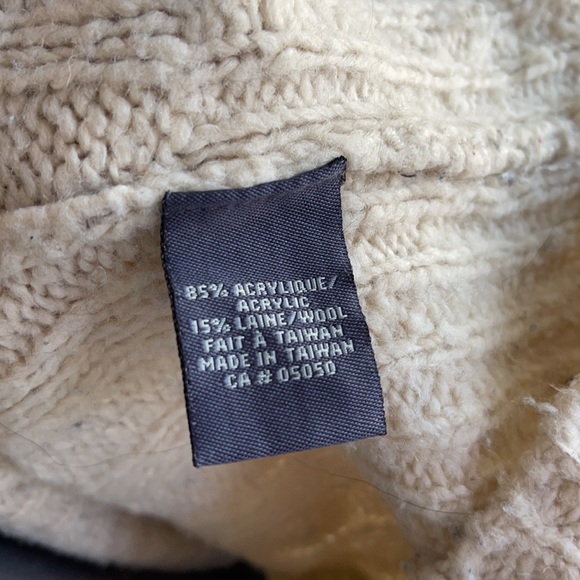 85% ACRYLIQUE/
ACRYLIC
15% LAINE/WOOL
FAIT À TAIWAN
MADE IN TAIWAN
CA # 05050